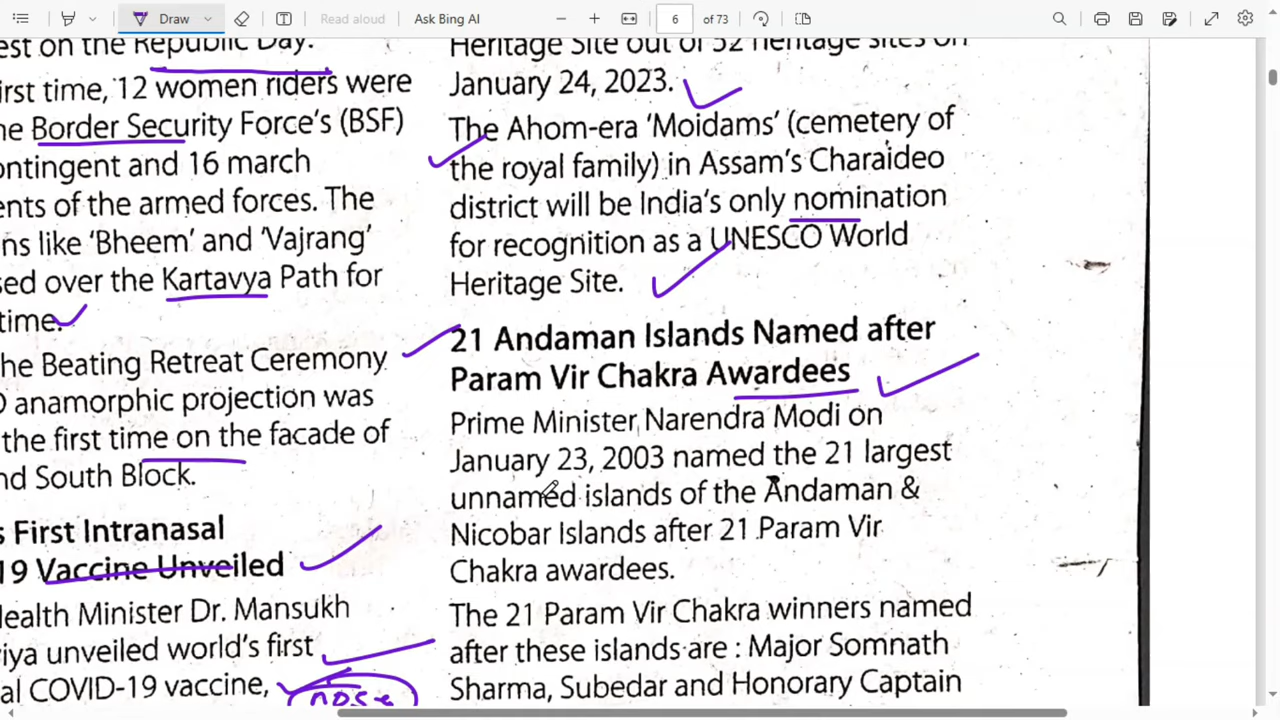 Draw
Read aloud
Ask Bing AI
6
of 73
est on the Republic Day.
irst time, 12 women riders were
ne Border Security Force's (BSF)
ontingent and 16 march
ents of the armed forces. The
ns like 'Bheem' and 'Vajrang'
sed over the Kartavya Path for
time.
he Beating Retreat Ceremony
D anamorphic projection was
the first time on the facade of
nd South Block.
s First Intranasal
19 Vaccine Unveiled
Health Minister Dr. Mansukh
iya unveiled world's first
al COVID-19 vaccine,
nose
Heritage Site out of 52 heritage sites on
January 24, 2023.
The Ahom-era 'Moidams' (cemetery of
the royal family) in Assam's Charaideo
district will be India's only nomination
for recognition as a UNESCO World
Heritage Site.
21 Andaman Islands Named after
Param Vir Chakra Awardees
Prime Minister Narendra Modi on
January 23, 2003 named the 21 largest
unnamed islands of the Andaman &
Nicobar Islands after 21 Param Vir
Chakra awardees.
The 21 Param Vir Chakra winners named
after these islands are : Major Somnath
Sharma, Subedar and Honorary Captain